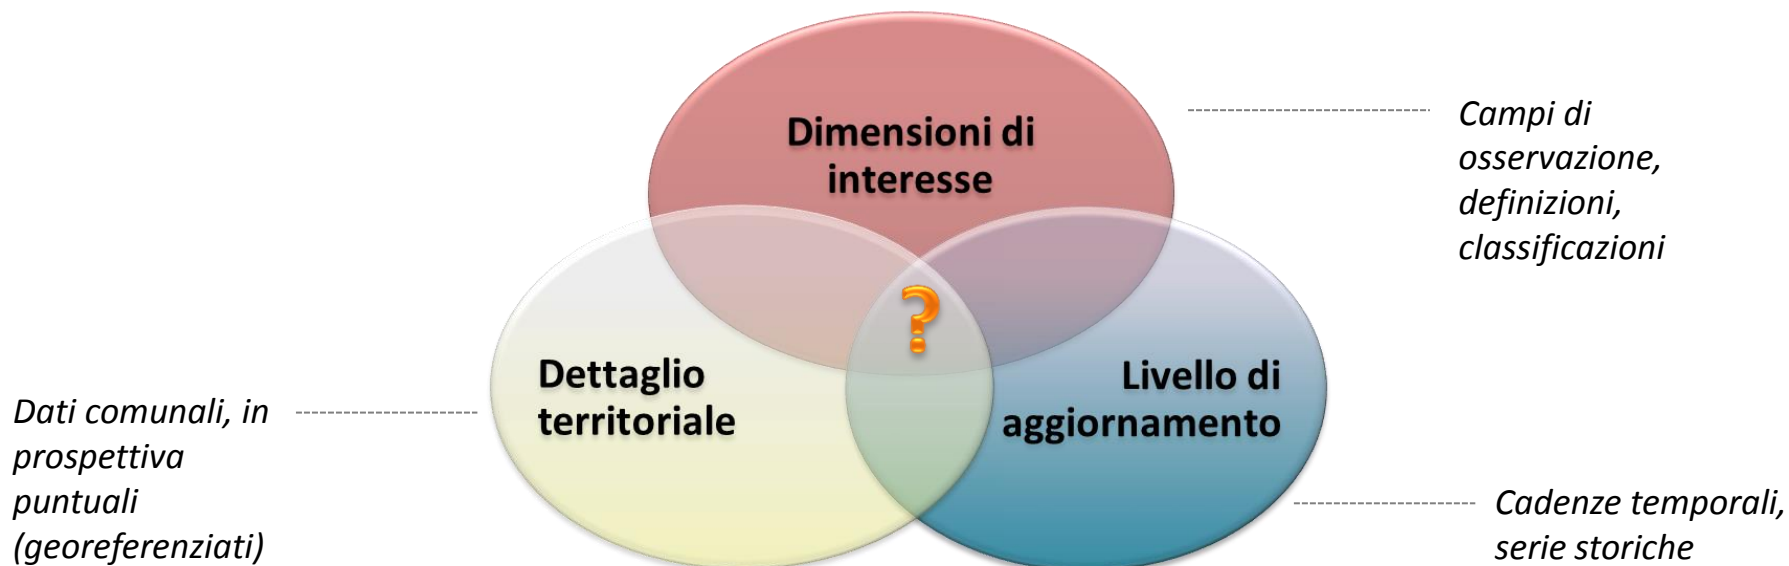 Dimensioni di
interesse
Campi di
osservazione,
definizioni,
classificazioni
?
Dettaglio
territoriale
Livello di
aggiornamento
Dati comunali, in
prospettiva
puntuali
(georeferenziati)
Cadenze temporali,
serie storiche